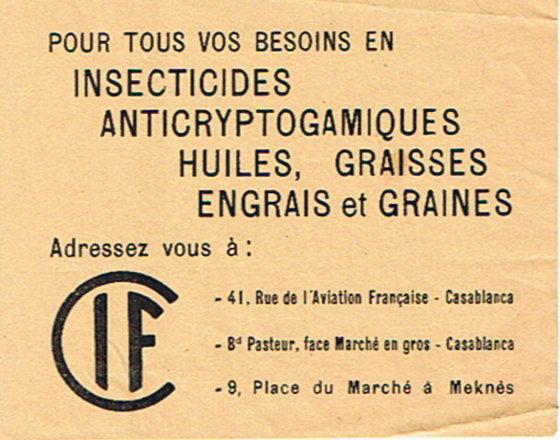 POUR TOUS VOS BESOINS EN
INSECTICIDES
ANTICRYPTOGAMIQUES
HUILES, GRAISSES
ENGRAIS et GRAINES
Adressez vous à :
CIF
- 41, Rue de l'Aviation Française - Casablanca
- Bd Pasteur, face Marché en gros - Casablanca
- 9, Place du Marché à Meknès